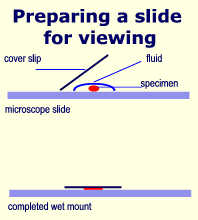 Preparing a slide
for viewing
cover slip
fluid
specimen
microscope slide
completed wet mount